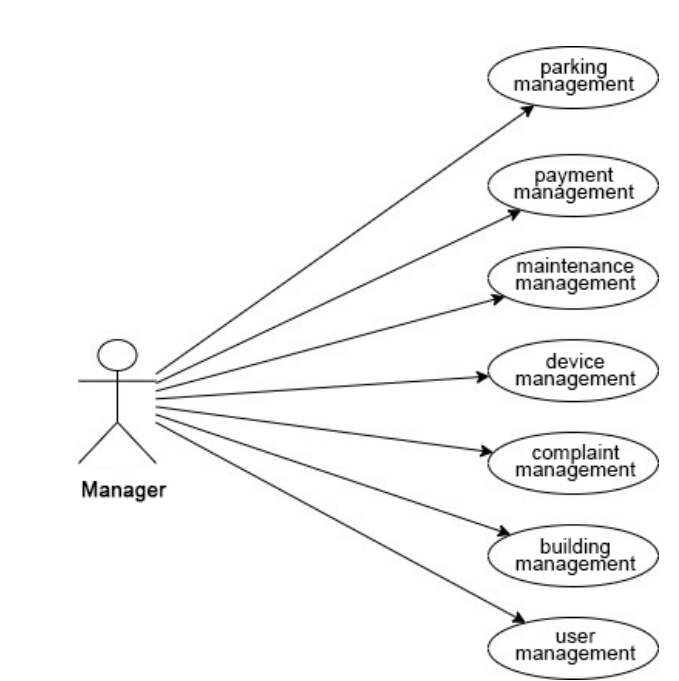 parking
management
payment
management
maintenance
management
device
management
Manager
complaint
management
building
management
user
management